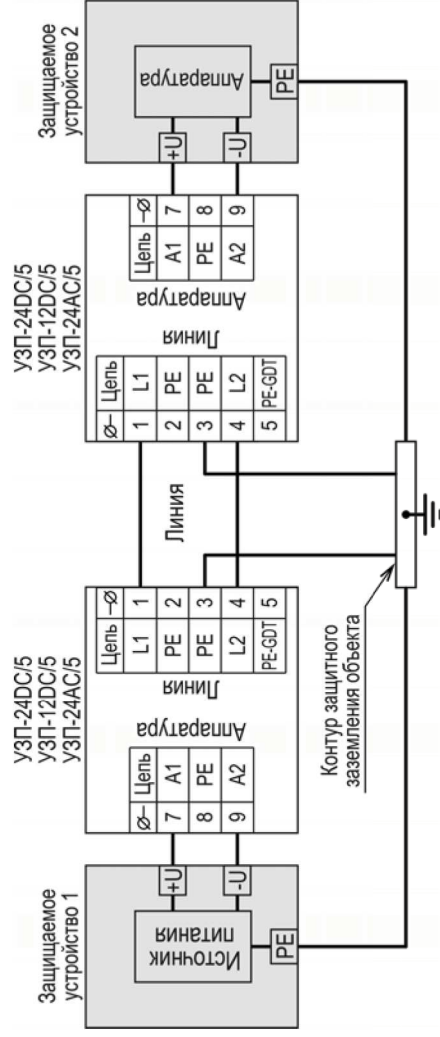 Защищаемое
устройство 1
Источник
питания
+U
-U
PE
УЗП-24DC/5
УЗП-12DC/5
УЗП-24AC/5
Аппаратура
Цепь
7 A1
8 PE
9 A2
Линия
Цепь
L1 1
PE 2
PE 3
L2 4
PE-GDT 5
Линия
УЗП-24DC/5
УЗП-12DC/5
УЗП-24AC/5
Линия
Цепь
1 L1
2 PE
3 PE
4 L2
5 PE-GDT
Аппаратура
Цепь
A1 7
PE 8
A2 9
Защищаемое
устройство 2
Аппаратура
+U
-U
PE
Контур защитного
заземления объекта